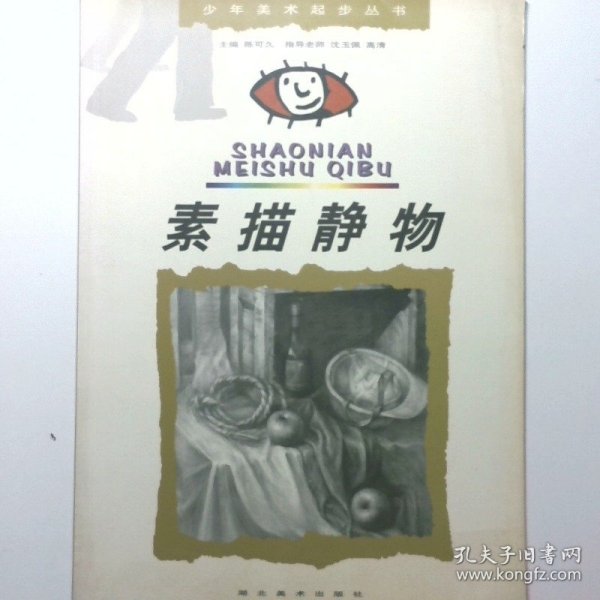 少年美术起步丛书
主编 陈可久 指导老师 沈玉佩 高清
SHAONIAN
MEISHU QIBU
素描静物
湖北美术出版社
孔夫子旧书网
www.kongfz.com